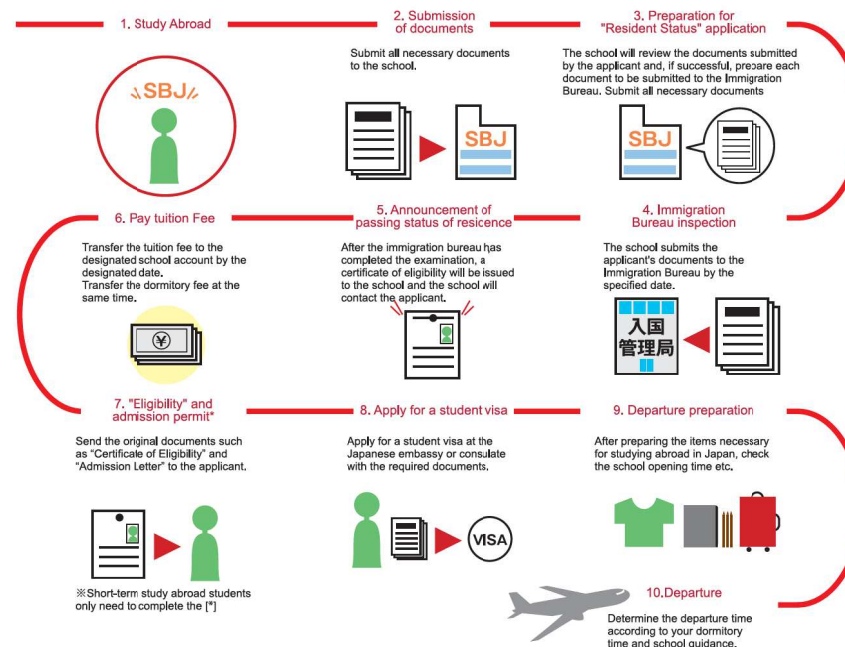 1. Study Abroad
SBJ
2. Submission
of documents
Submit all necessary documents
to the school.
SBJ
3. Preparation for
"Resident Status" application
The school will review the documents submitted
by the applicant and, if successful, prepare each
document to be submitted to the Immigration
Bureau. Submit all necessary documents
SBJ
4. Immigration
Bureau inspection
The school submits the
applicant's documents to the
Immigration Bureau by the
specified date.
入国
管理局
5. Announcement of
passing status of resicence
After the immigration bureau has
completed the examination, a
certificate of eligibility will be issued
to the school and the school will
contact the applicant.
6. Pay tuition Fee
Transfer the tuition fee to the
designated school account by the
designated date.
Transfer the dormitory fee at the
same time.
¥
7. "Eligibility" and
admission permit*
Send the original documents such
as "Certificate of Eligibility" and
"Admission Letter" to the applicant.
※Short-term study abroad students
only need to complete the [*]
8. Apply for a student visa
Apply for a student visa at the
Japanese embassy or consulate
with the required documents.
VISA
9. Departure preparation
After preparing the items necessary
for studying abroad in Japan, check
the school opening time etc.
10.Departure
Determine the departure time
according to your dormitory
time and school guidance.